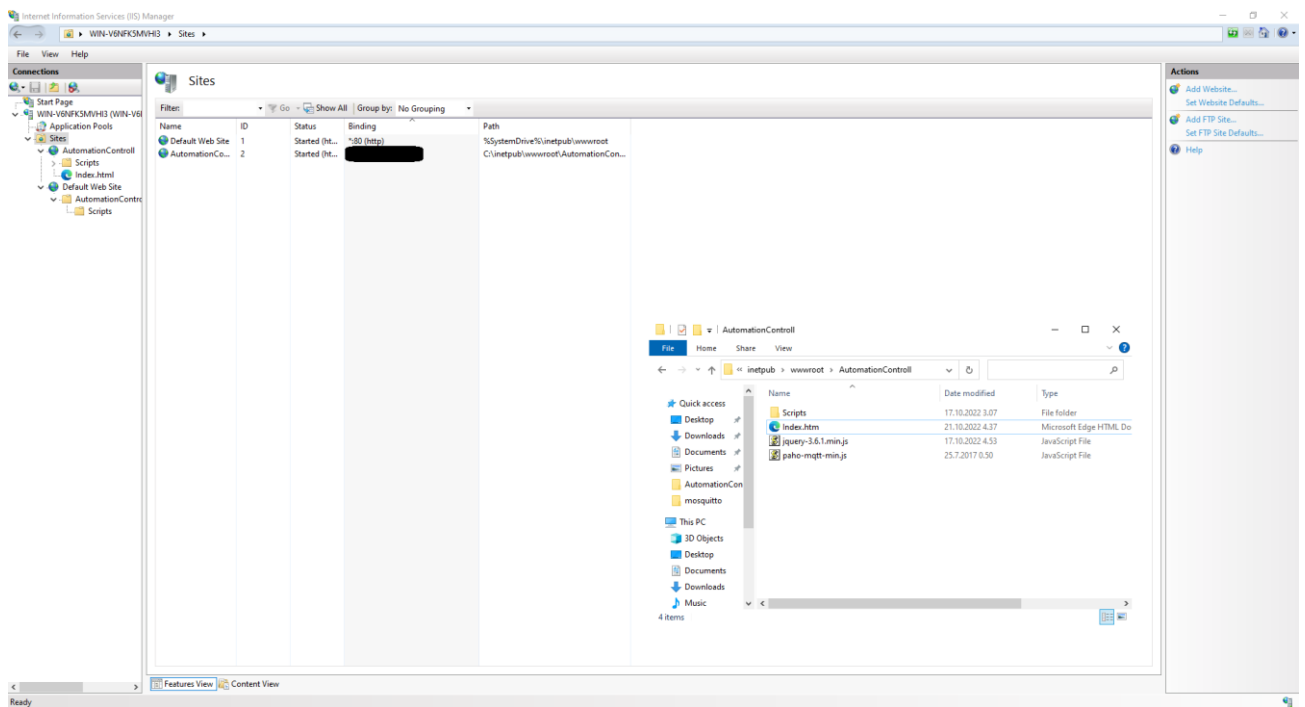 Internet Information Services (IIS) Manager
WIN-V6NFK5MVHI3 Sites
File View Help
Connections
Start Page
WIN-V6NFK5MVHI3 (WIN-V6I
Application Pools
Sites
AutomationControll
Scripts
Index.html
Default Web Site
AutomationContro
Scripts
Sites
Filter: Go Show All Group by: No Grouping
Name ID Status Binding Path
Default Web Site 1 Started (ht... *:80 (http) %SystemDrive%\inetpub\wwwroot
AutomationCo... 2 Started (ht... C:\inetpub\wwwroot\AutomationCon...
Actions
Add Website...
Set Website Defaults...
Add FTP Site...
Set FTP Site Defaults...
Help
AutomationControll
File Home Share View
« inetpub › wwwroot › AutomationControll
Quick access
Desktop
Downloads
Documents
Pictures
AutomationCon
mosquitto
This PC
3D Objects
Desktop
Documents
Downloads
Music
Name Date modified Type
Scripts 17.10.2022 3.07 File folder
Index.htm 21.10.2022 4.37 Microsoft Edge HTML Do
jquery-3.6.1.min.js 17.10.2022 4.53 JavaScript File
paho-mqtt-min.js 25.7.2017 0.50 JavaScript File
4 items
Features View Content View
Ready